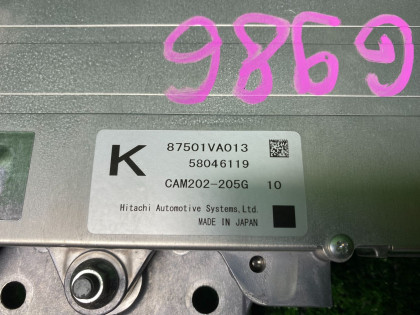 9869
K
87501VA013
58046119
CAM202-205G 10
Hitachi Automotive Systems,Ltd.
MADE IN JAPAN